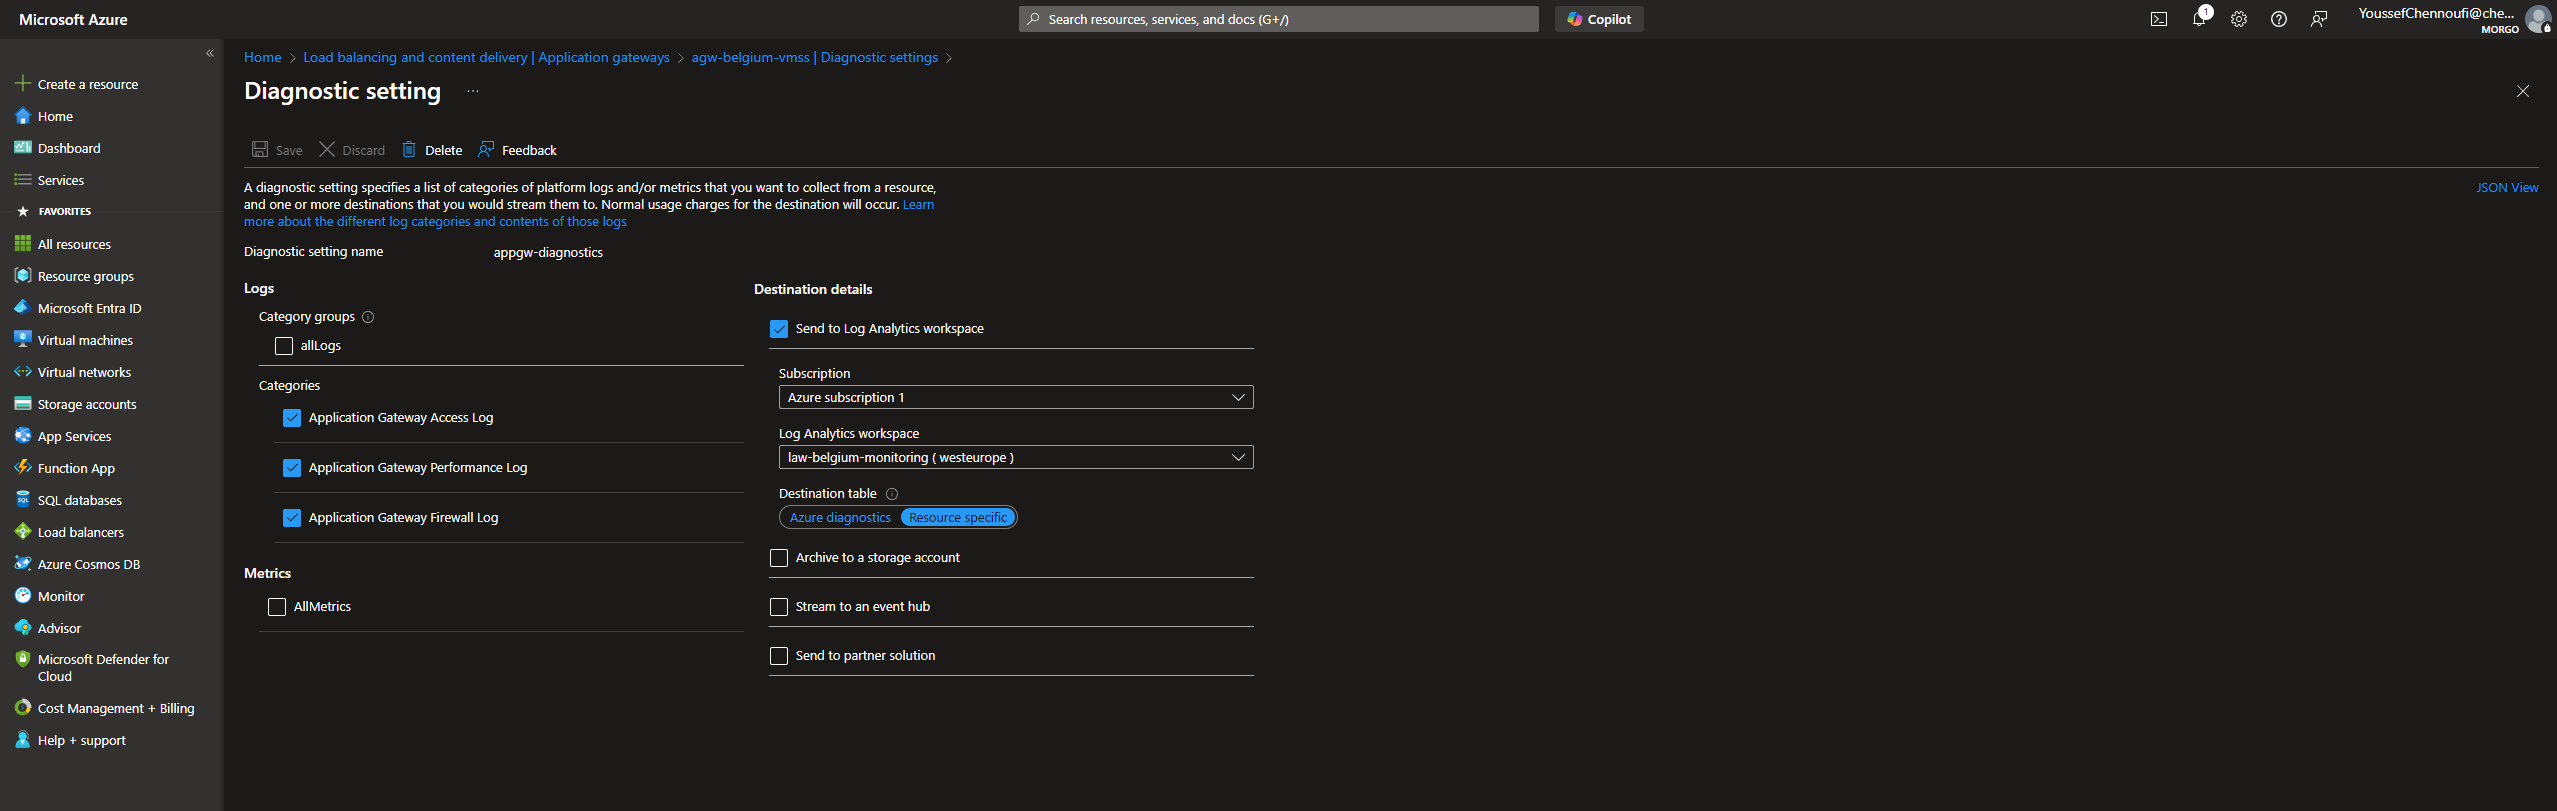 Microsoft Azure
Search resources, services, and docs (G+/)
Copilot
1
YoussefChennoufi@che...
MORGO
Create a resource
Home
Dashboard
Services
FAVORITES
All resources
Resource groups
Microsoft Entra ID
Virtual machines
Virtual networks
Storage accounts
App Services
Function App
SQL databases
Load balancers
Azure Cosmos DB
Monitor
Advisor
Microsoft Defender for
Cloud
Cost Management + Billing
Help + support
Home > Load balancing and content delivery | Application gateways > agw-belgium-vmss | Diagnostic settings >
Diagnostic setting ...
Save Discard Delete Feedback
A diagnostic setting specifies a list of categories of platform logs and/or metrics that you want to collect from a resource,
and one or more destinations that you would stream them to. Normal usage charges for the destination will occur. Learn
more about the different log categories and contents of those logs
JSON View
Diagnostic setting name appgw-diagnostics
Logs
Category groups
allLogs
Categories
Application Gateway Access Log
Application Gateway Performance Log
Application Gateway Firewall Log
Metrics
AllMetrics
Destination details
Send to Log Analytics workspace
Subscription
Azure subscription 1
Log Analytics workspace
law-belgium-monitoring ( westeurope )
Destination table
Azure diagnostics Resource specific
Archive to a storage account
Stream to an event hub
Send to partner solution